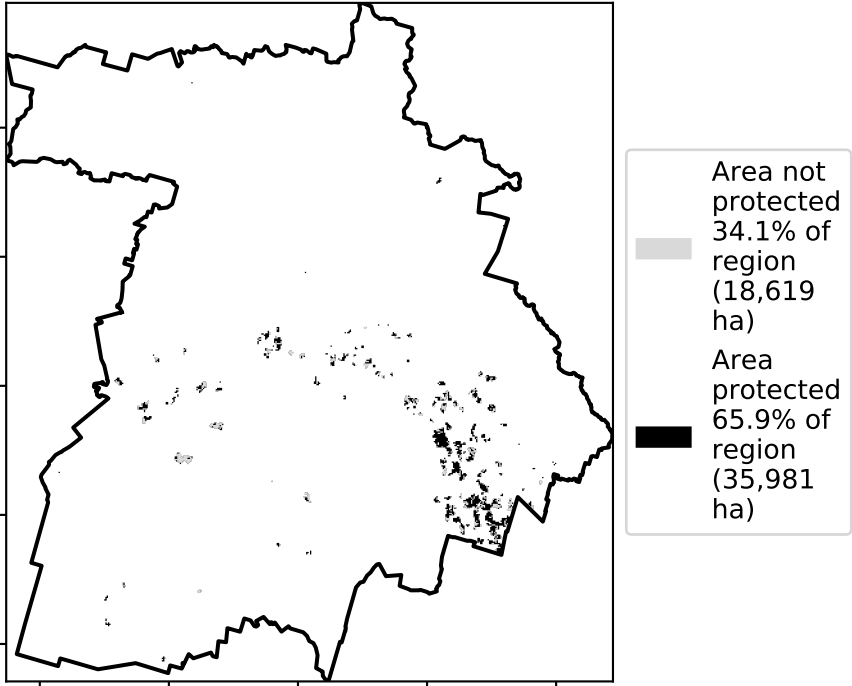 Area not
protected
34.1% of
region
(18,619
ha)
Area
protected
65.9% of
region
(35,981
ha)